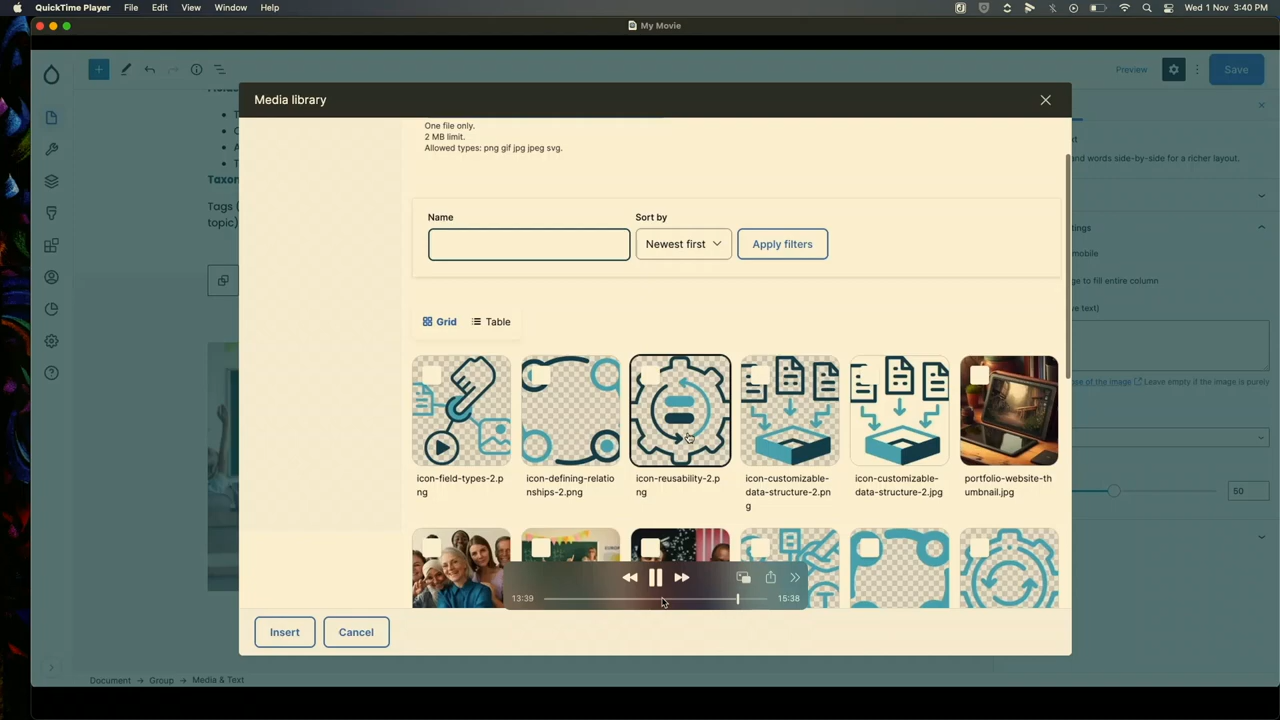 QuickTime Player File Edit View Window Help
Wed 1 Nov 3:40 PM
My Movie
Preview
Save
Media library
One file only.
2 MB limit.
Allowed types: png gif jpg jpeg svg.
and words side-by-side for a richer layout.
Taxon
Tags (
topic)
Name
Sort by
Newest first
Apply filters
mobile
ge to fill entire column
ve text)
Grid
Table
ose of the image
Leave empty if the image is purely
icon-field-types-2.p
ng
icon-defining-relatio
nships-2.png
icon-reusability-2.p
ng
icon-customizable-
data-structure-2.pn
g
icon-customizable-
data-structure-2.jpg
portfolio-website-th
umbnail.jpg
50
13:39
15:38
Insert
Cancel
Document → Group → Media & Text